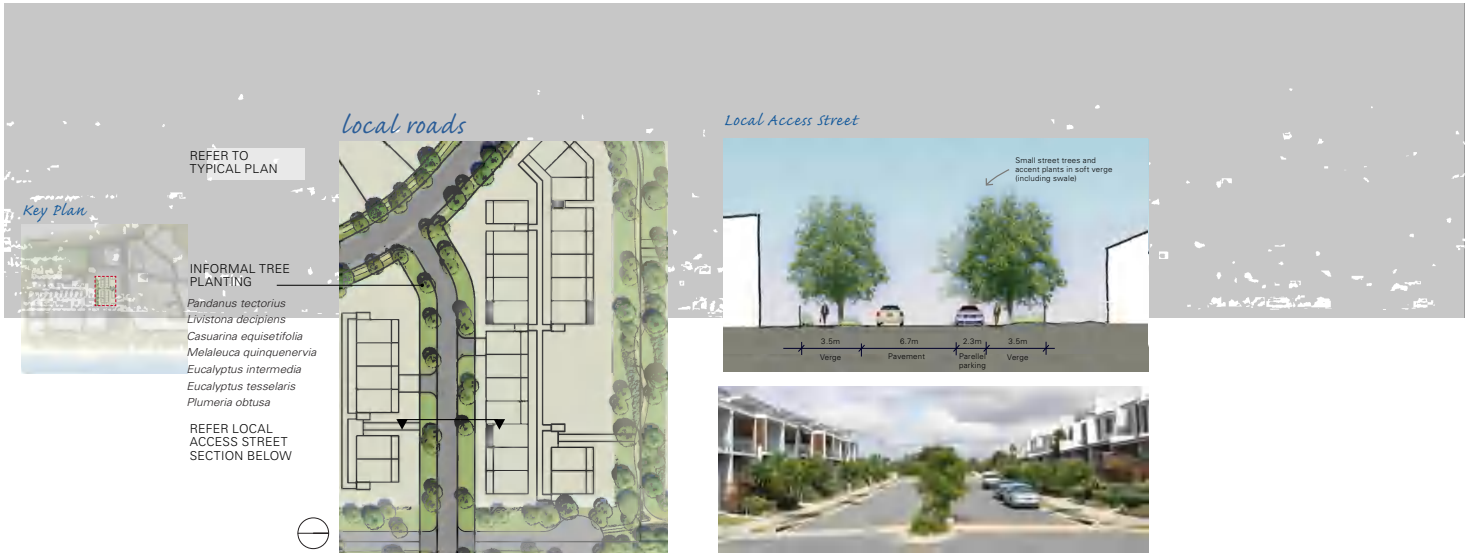 local roads
Local Access Street
REFER TO
TYPICAL PLAN
Small street trees and
accent plants in soft verge
(including swale)
Key Plan
INFORMAL TREE
PLANTING
Pandanus tectorius
Livistona decipiens
Casuarina equisetifolia
Melaleuca quinquenervia
Eucalyptus intermedia
Eucalyptus tesselaris
Plumeria obtusa
REFER LOCAL
ACCESS STREET
SECTION BELOW
3.5m
6.7m
2.3m
3.5m
Verge
Pavement
Parellel
parking
Verge